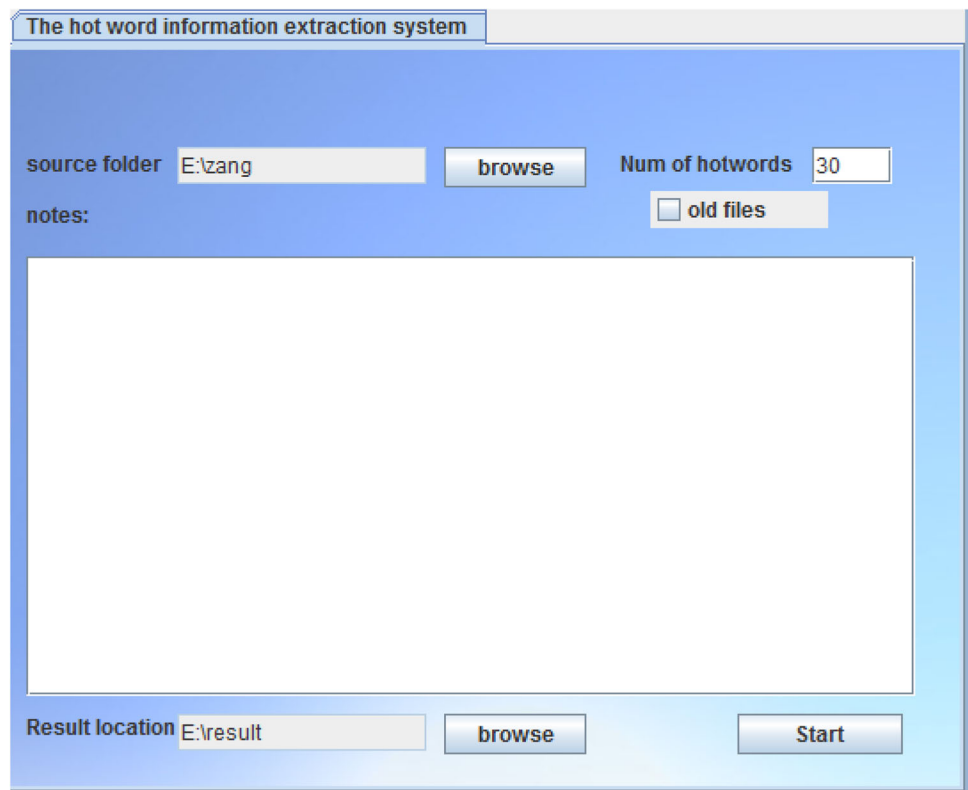 The hot word information extraction system
source folder E:\zang browse Num of hotwords 30
notes: old files
Result location E:\result browse Start